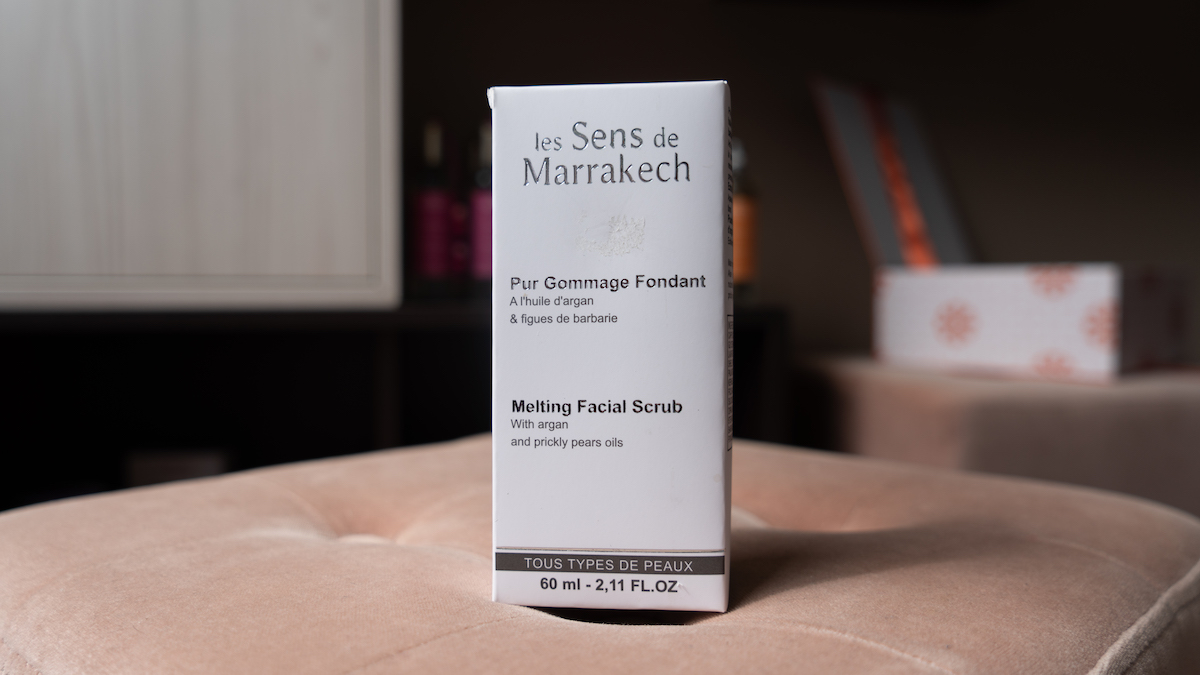 les Sens de
Marrakech
Pur Gommage Fondant
A l'huile d'argan
& figues de barbarie
Melting Facial Scrub
With argan
and prickly pears oils
TOUS TYPES DE PEAUX
60 ml - 2,11 FL.OZ